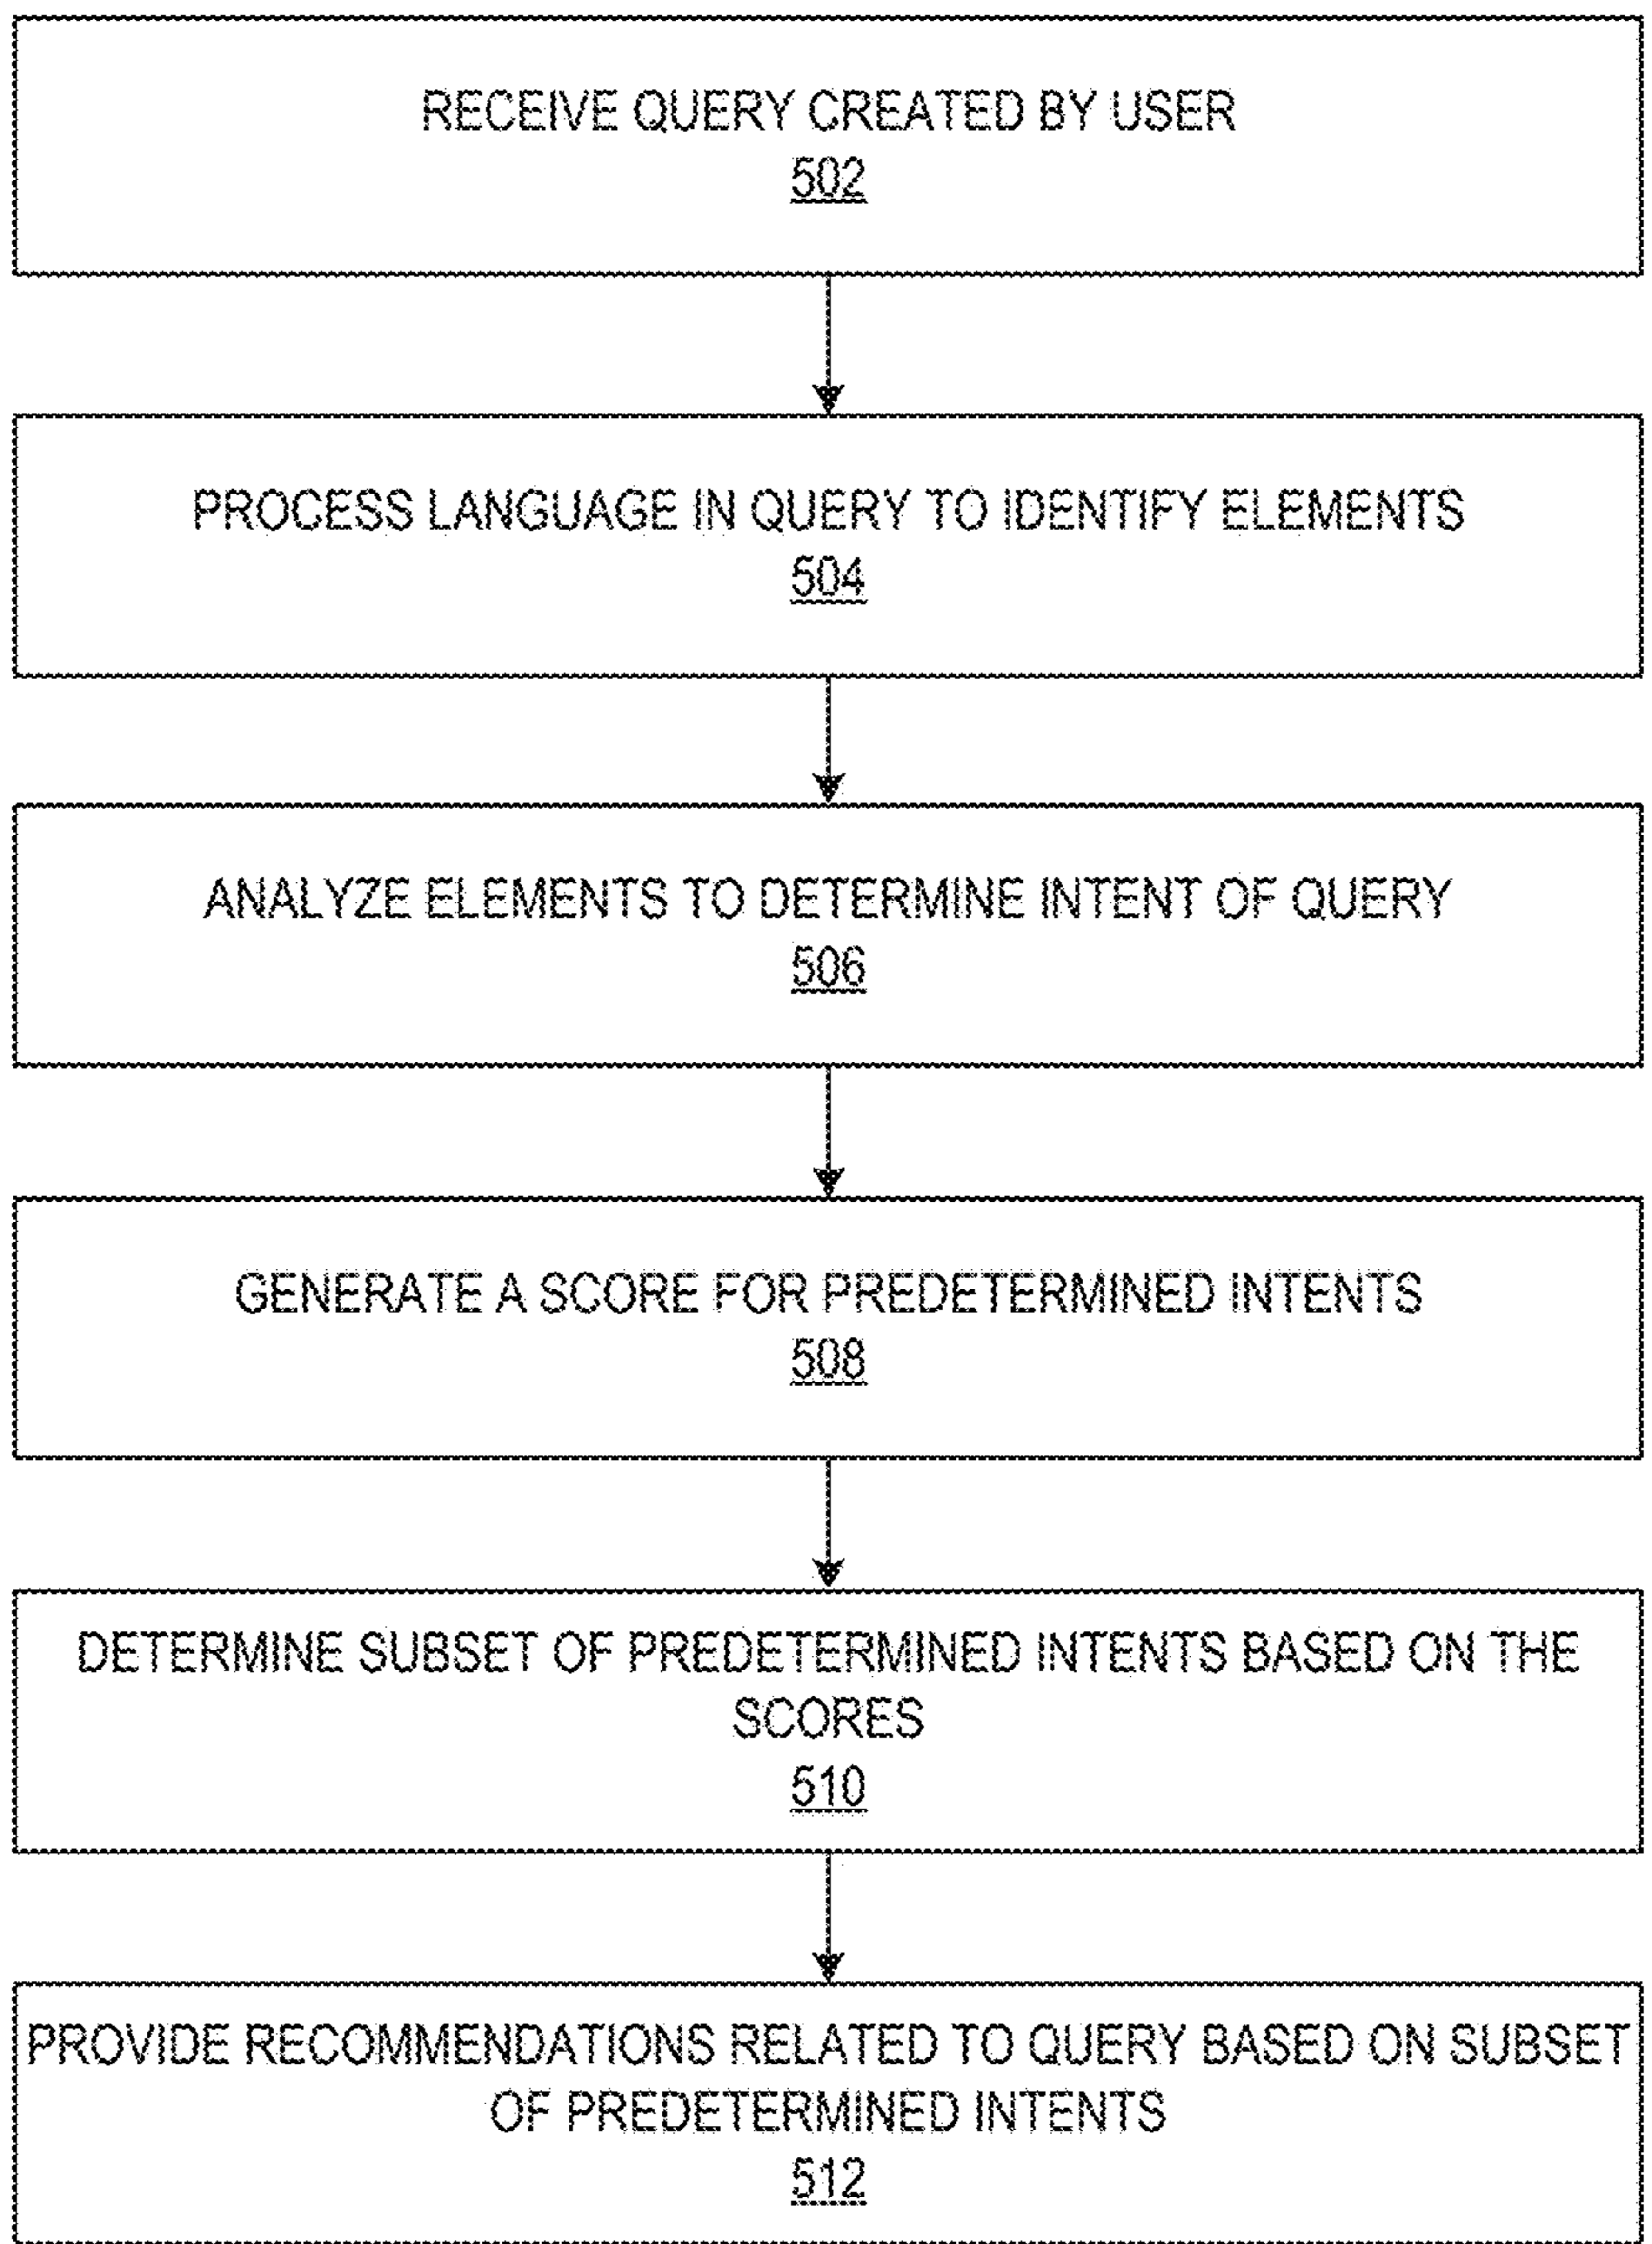 RECEIVE QUERY CREATED BY USER
502
PROCESS LANGUAGE IN QUERY TO IDENTIFY ELEMENTS
504
ANALYZE ELEMENTS TO DETERMINE INTENT OF QUERY
506
GENERATE A SCORE FOR PREDETERMINED INTENTS
508
DETERMINE SUBSET OF PREDETERMINED INTENTS BASED ON THE
SCORES
510
PROVIDE RECOMMENDATIONS RELATED TO QUERY BASED ON SUBSET
OF PREDETERMINED INTENTS
512